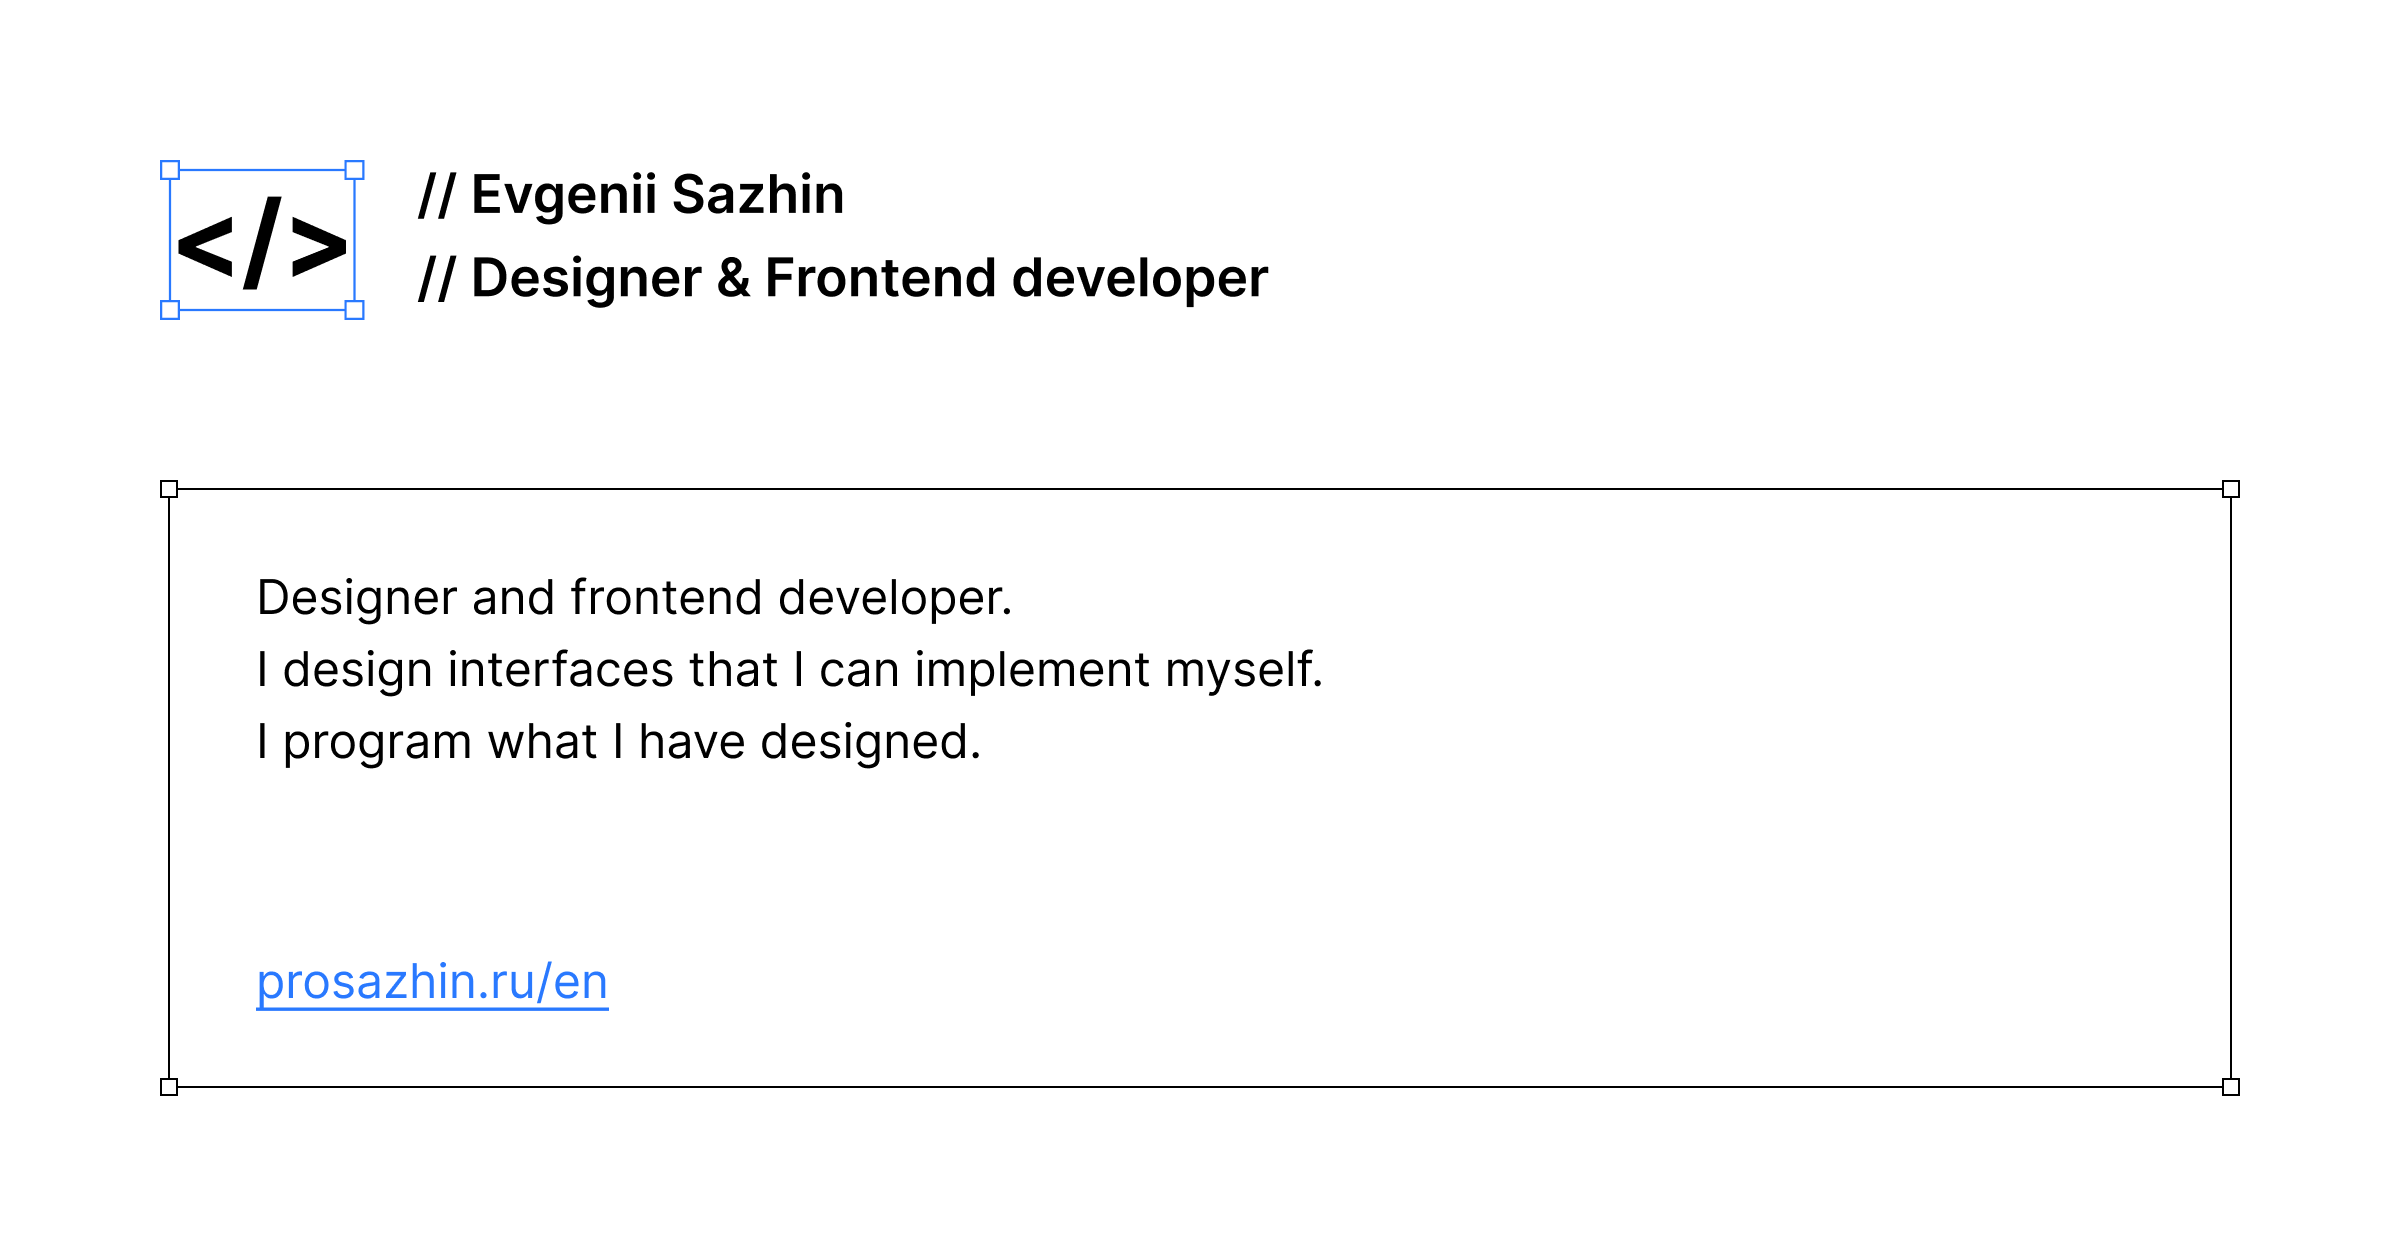 </>
// Evgenii Sazhin
// Designer & Frontend developer
Designer and frontend developer.
I design interfaces that I can implement myself.
I program what I have designed.
prosazhin.ru/en